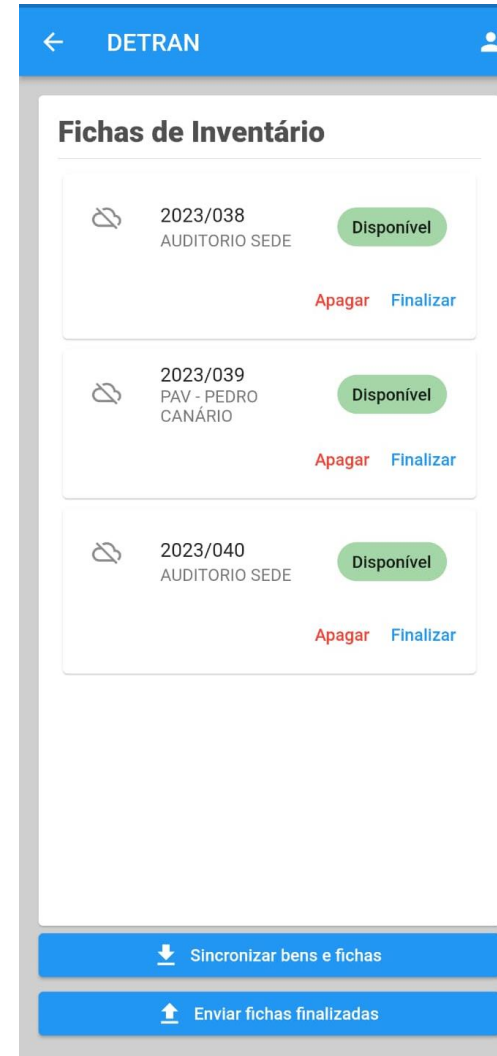 DETRAN
Fichas de Inventário
2023/038
AUDITORIO SEDE
Disponível
Apagar Finalizar
2023/039
PAV - PEDRO
CANÁRIO
Disponível
Apagar Finalizar
2023/040
AUDITORIO SEDE
Disponível
Apagar Finalizar
Sincronizar bens e fichas
Enviar fichas finalizadas